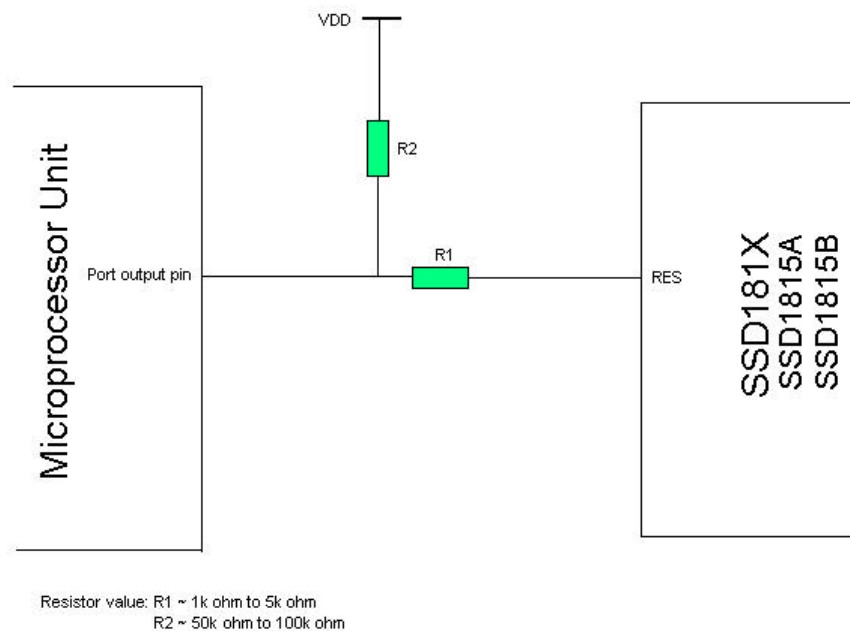 VDD
R2
R1
Microprocessor Unit
Port output pin
RES
SSD181X
SSD1815A
SSD1815B
Resistor value: R1 ~ 1k ohm to 5k ohm
R2 ~ 50k ohm to 100k ohm